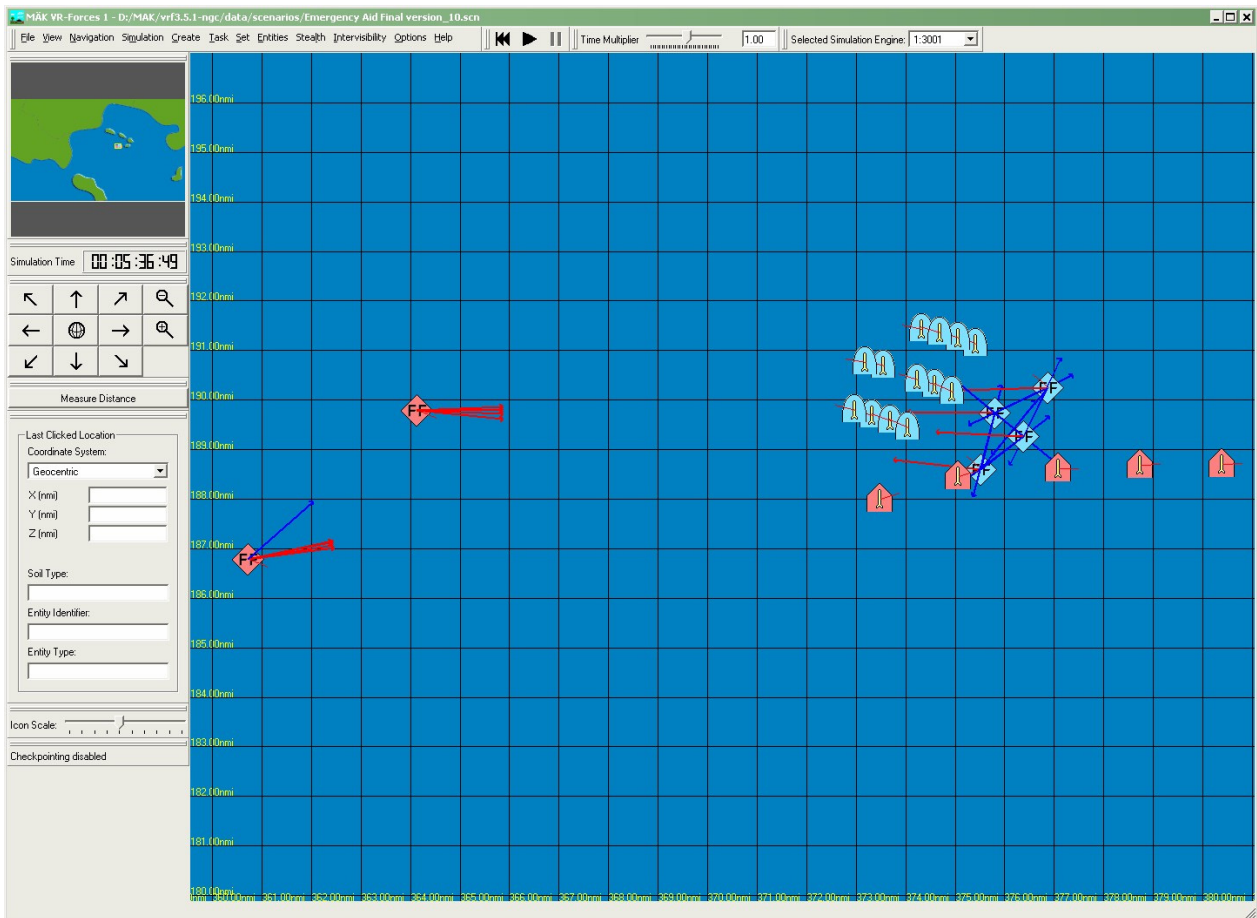 MÄK VR-Forces 1 - D:/MAK/vrf3.5.1-ngc/data/scenarios/Emergency Aid Final version_10.scn
File View Navigation Simulation Create Task Set Entities Stealth Intervisibility Options Help
Time Multiplier
1.00
Selected Simulation Engine: 1:3001
Simulation Time
00:05:36:49
Measure Distance
Last Clicked Location
Coordinate System:
Geocentric
X (nmi)
Y (nmi)
Z (nmi)
Soil Type:
Entity Identifier:
Entity Type:
Icon Scale:
Checkpointing disabled
196.00nmi
195.00nmi
194.00nmi
193.00nmi
192.00nmi
191.00nmi
190.00nmi
189.00nmi
188.00nmi
187.00nmi
186.00nmi
185.00nmi
184.00nmi
183.00nmi
182.00nmi
181.00nmi
180.00nmi
FF
FF
FF
FF
FF
FF
nmi 360.00nmi 361.00nmi 362.00nmi 363.00nmi 364.00nmi 365.00nmi 366.00nmi 367.00nmi 368.00nmi 369.00nmi 370.00nmi 371.00nmi 372.00nmi 373.00nmi 374.00nmi 375.00nmi 376.00nmi 377.00nmi 378.00nmi 379.00nmi 380.00nmi